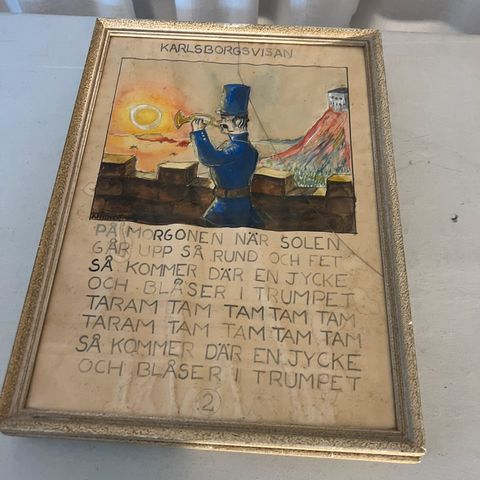 KARLSBORGSVISAN
PÅ MORGONEN NÄR SOLEN
GÅR UPP SÅ RUND OCH FET
SÅ KOMMER DÄR EN JYCKE
OCH BLÅSER I TRUMPET
TARAM TAM TAM TAM TAM
TARAM TAM TAM TAM TAM
SÅ KOMMER DÄR EN JYCKE
OCH BLÅSER I TRUMPET
2